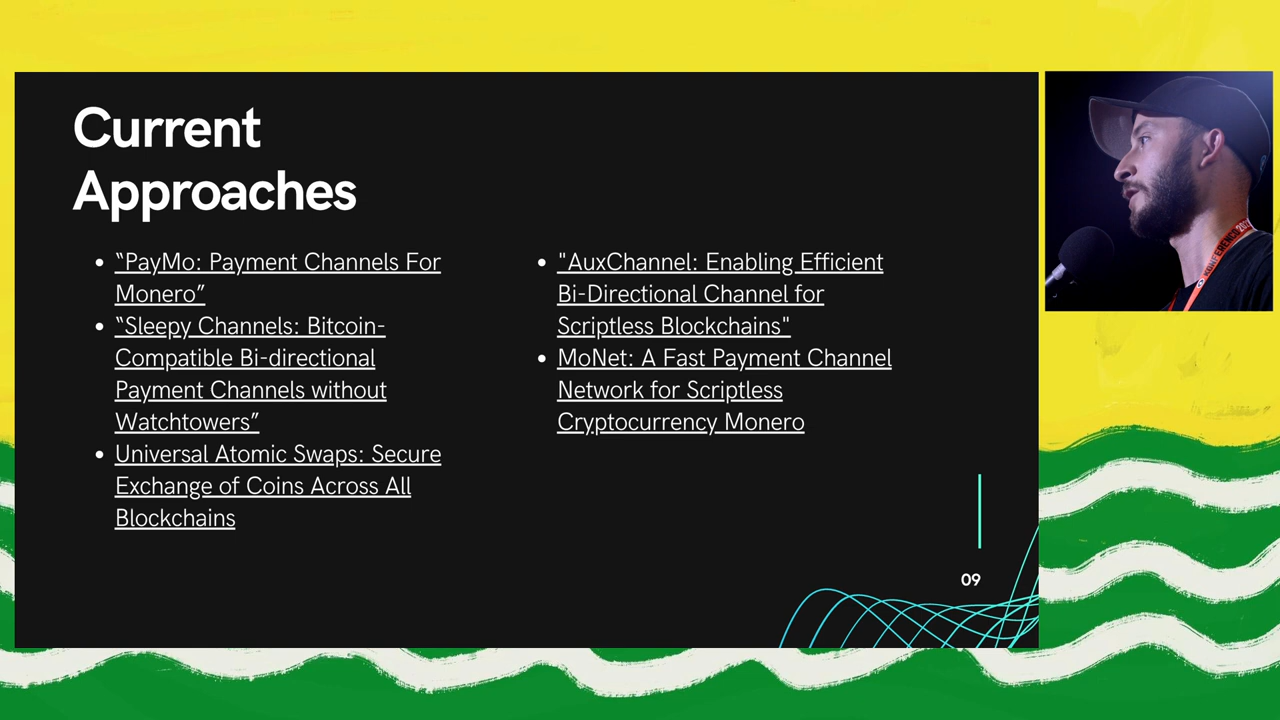 Current
Approaches
• “PayMo: Payment Channels For
Monero”
• “Sleepy Channels: Bitcoin-
Compatible Bi-directional
Payment Channels without
Watchtowers”
• Universal Atomic Swaps: Secure
Exchange of Coins Across All
Blockchains
• "AuxChannel: Enabling Efficient
Bi-Directional Channel for
Scriptless Blockchains"
• MoNet: A Fast Payment Channel
Network for Scriptless
Cryptocurrency Monero
09